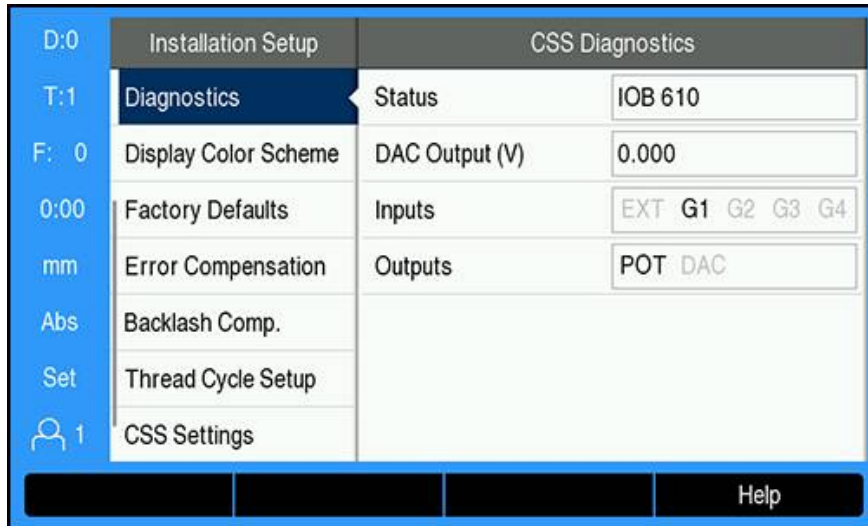 D:0
T:1
F: 0
0:00
mm
Abs
Set
1
Installation Setup
Diagnostics
Display Color Scheme
Factory Defaults
Error Compensation
Backlash Comp.
Thread Cycle Setup
CSS Settings
CSS Diagnostics
Status IOB 610
DAC Output (V) 0.000
Inputs EXT G1 G2 G3 G4
Outputs POT DAC
Help